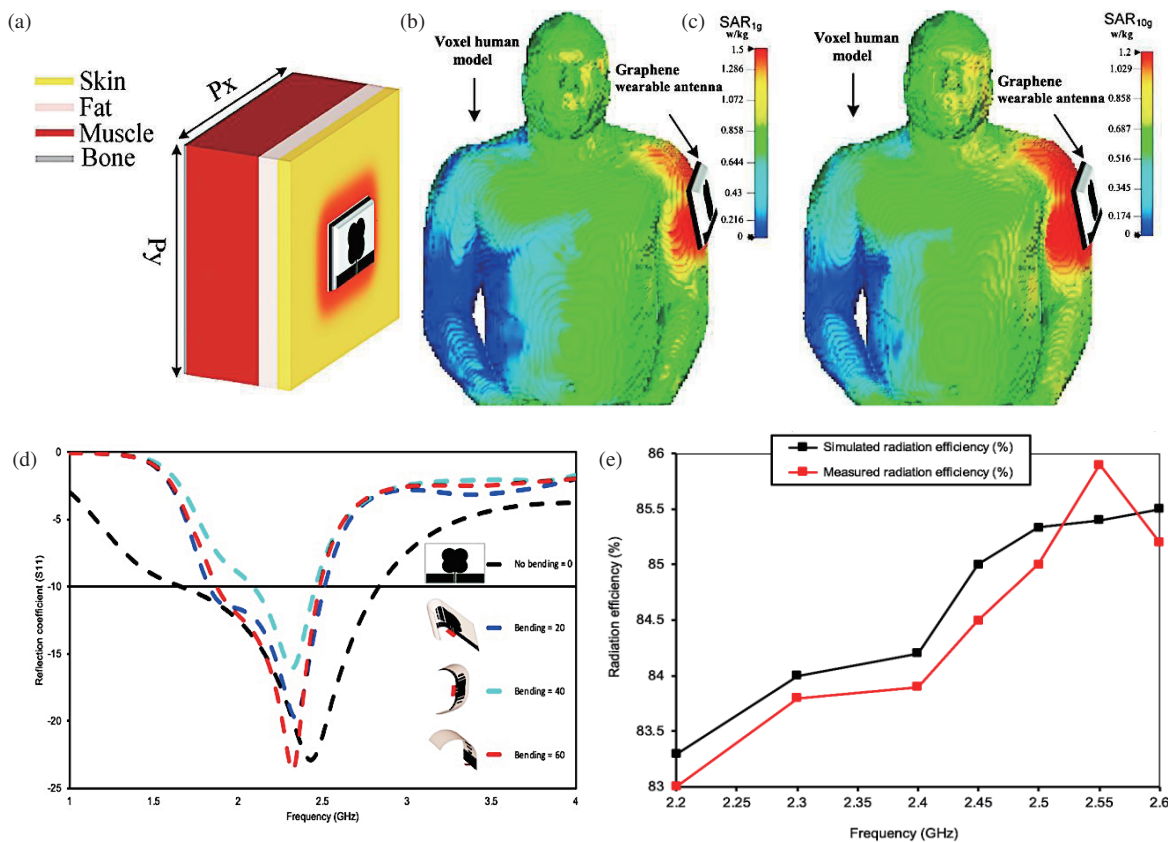 (a)
Skin
Fat
Muscle
Bone
Px
Py
(b)
Voxel human
model
Graphene
wearable antenna
SAR1g
w/kg
1.5
1.286
1.072
0.858
0.644
0.43
0.216
0
(c)
Voxel human
model
Graphene
wearable antenna
SAR10g
w/kg
1.2
1.029
0.860
0.688
0.516
0.345
0.174
0
(d)
0
-5
-10
-15
-20
-25
Reflection coefficient (S11)
1
1.5
2
2.5
3
3.5
4
Frequency (GHz)
No bending = 0
Bending = 20
Bending = 40
Bending = 60
(e)
Simulated radiation efficiency (%)
Measured radiation efficiency (%)
86
85.5
85
84.5
84
83.5
83
Radiation efficiency (%)
2.2
2.25
2.3
2.35
2.4
2.45
2.5
2.55
2.6
Frequency (GHz)